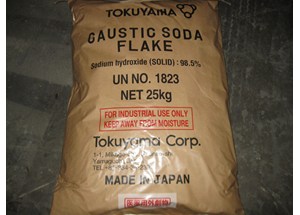 TOKUYAMA
CAUSTIC SODA
FLAKE
Sodium hydroxide (SOLID) : 98.5%
UN NO. 1823
NET 25kg
FOR INDUSTRIAL USE ONLY
KEEP AWAY FROM MOISTURE
Tokuyama Corp.
MADE IN JAPAN